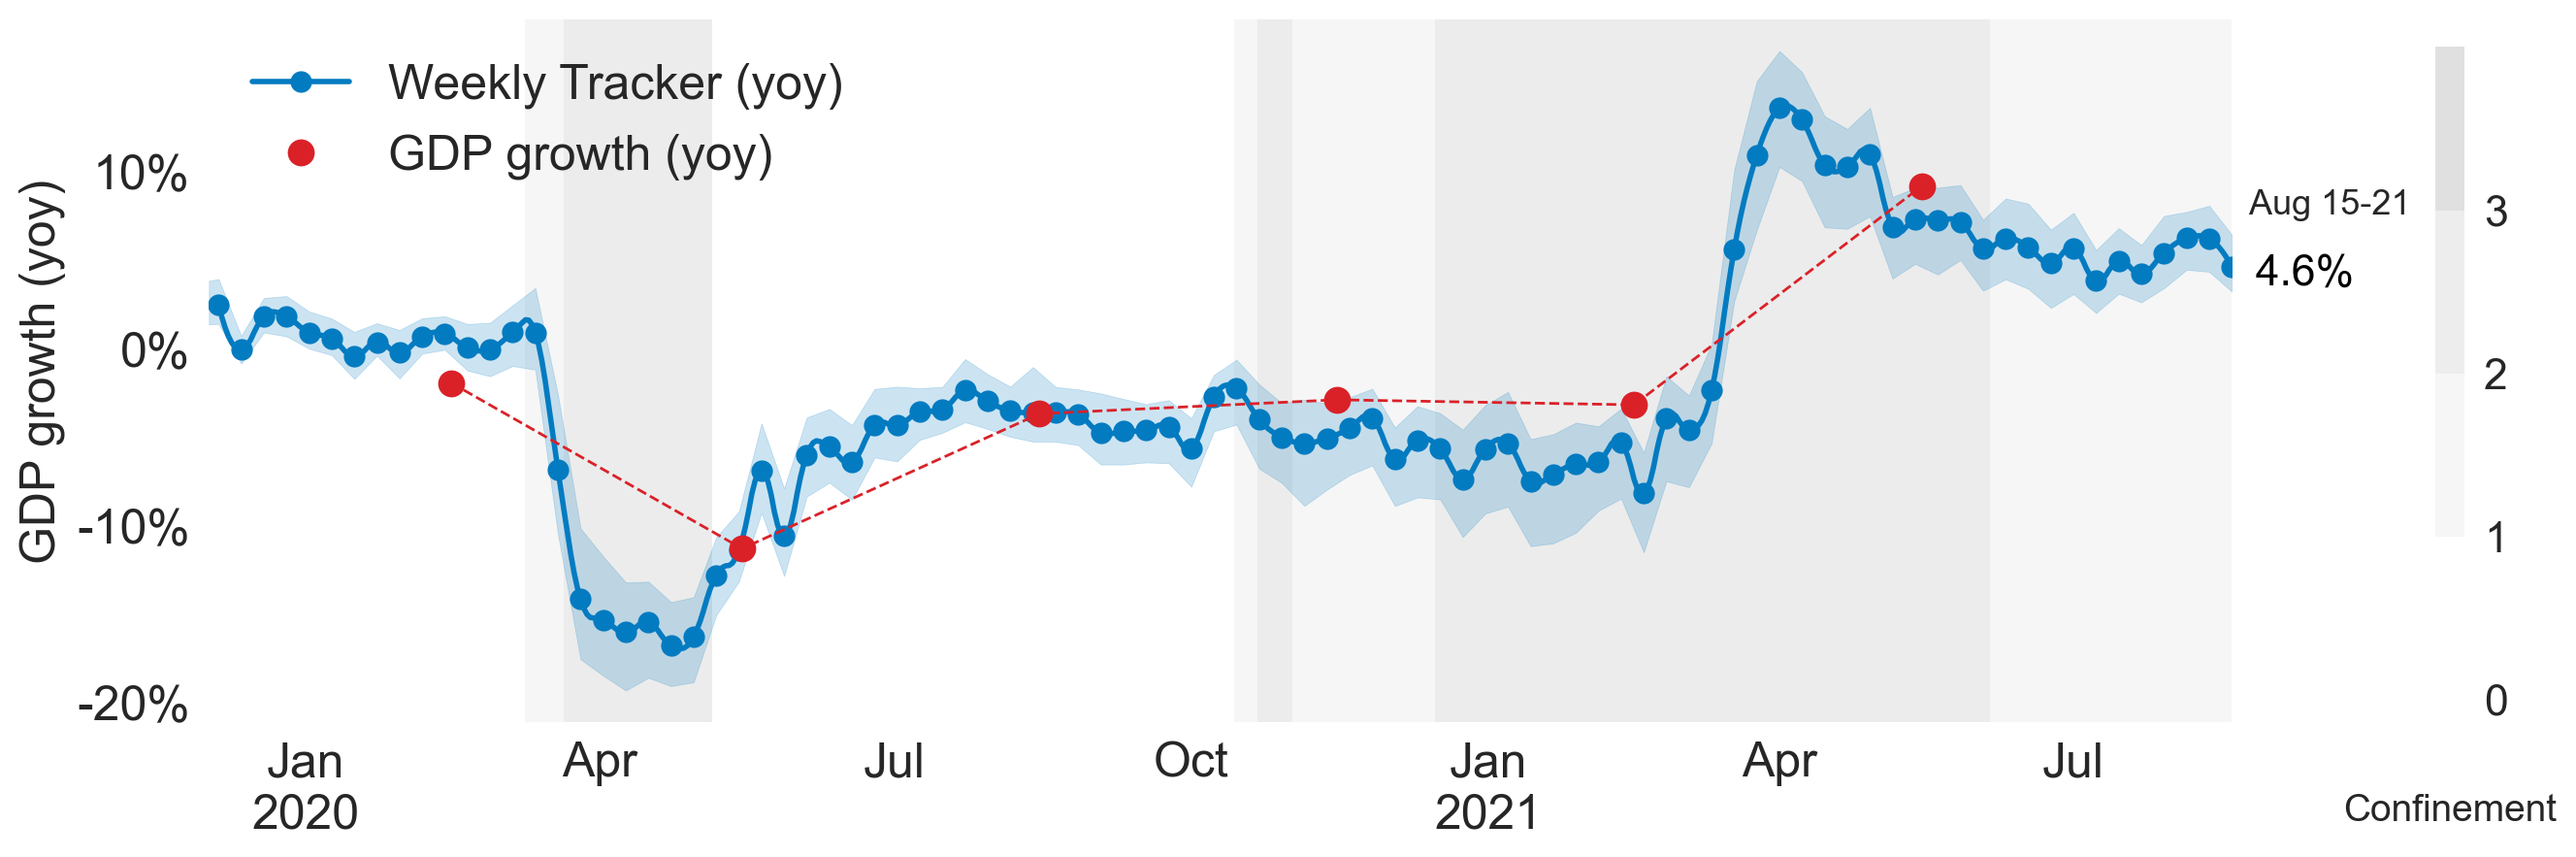 Weekly Tracker (yoy)
GDP growth (yoy)
GDP growth (yoy)
10%
0%
-10%
-20%
Jan
2020
Apr
Jul
Oct
Jan
2021
Apr
Jul
Aug 15-21
4.6%
3
2
1
0
Confinement